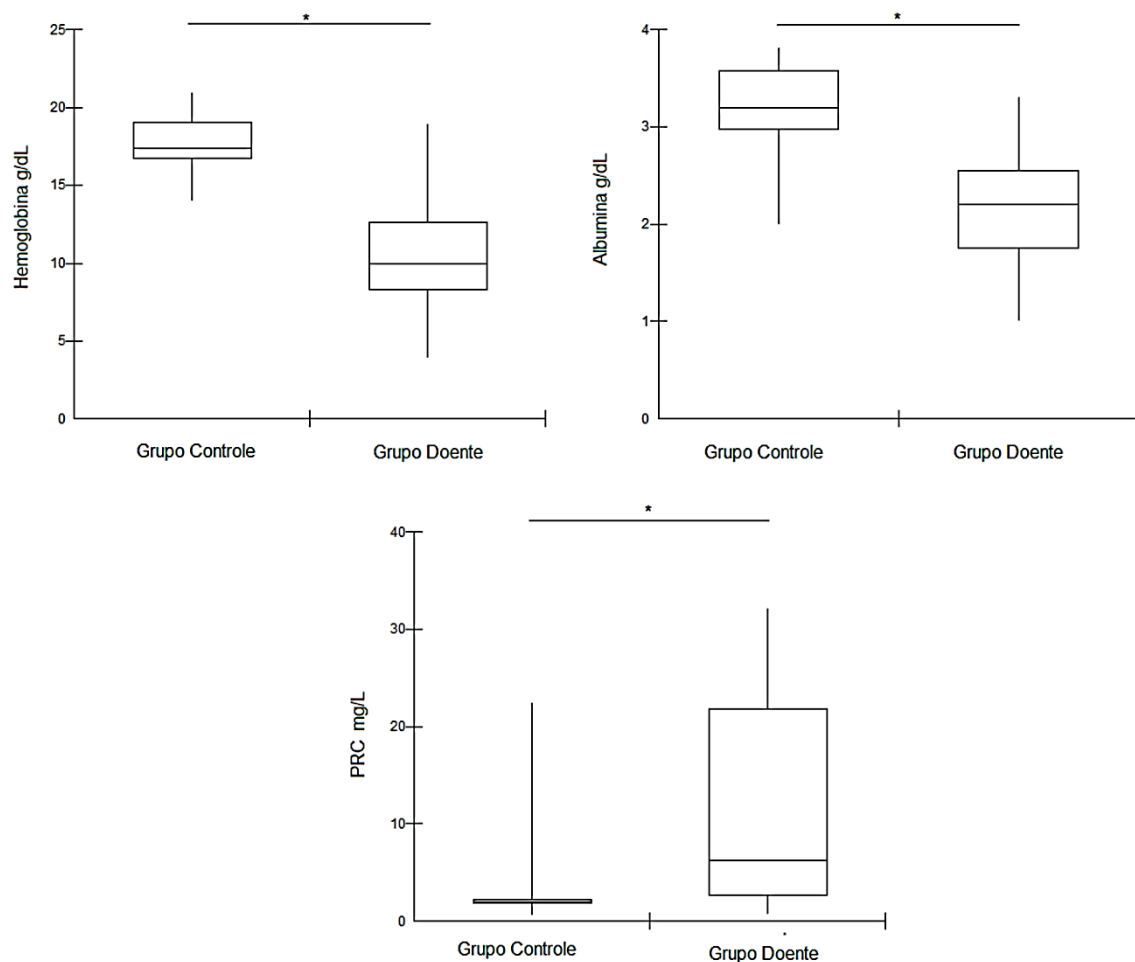 *
25
20
15
10
5
0
Hemoglobina g/dL
Grupo Controle
Grupo Doente
*
4
3
2
1
0
Albumina g/dL
Grupo Controle
Grupo Doente
*
40
30
20
10
0
PRC mg/L
Grupo Controle
Grupo Doente